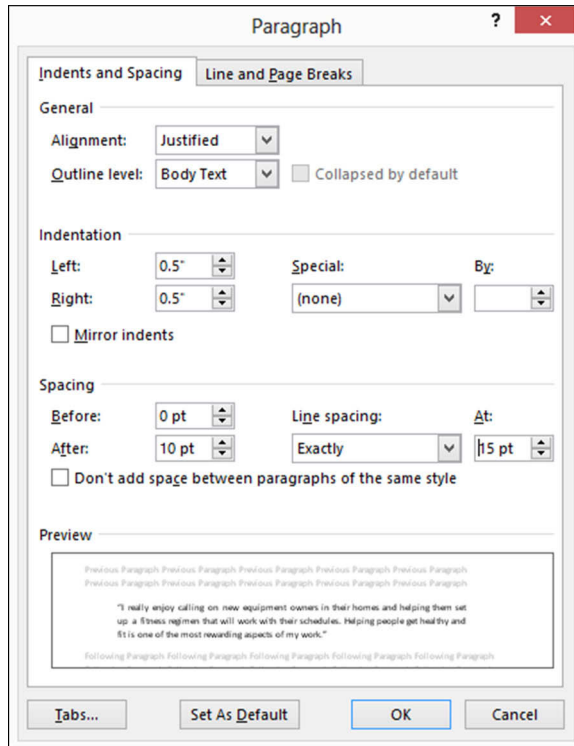 Paragraph ? ×
Indents and Spacing Line and Page Breaks
General
Alignment: Justified
Outline level: Body Text Collapsed by default
Indentation
Left: 0.5" Special: By:
Right: 0.5" (none)
Mirror indents
Spacing
Before: 0 pt Line spacing: At:
After: 10 pt Exactly 15 pt
Don't add space between paragraphs of the same style
Preview
Previous Paragraph Previous Paragraph Previous Paragraph Previous Paragraph Previous Paragraph
Previous Paragraph Previous Paragraph Previous Paragraph Previous Paragraph Previous Paragraph
"I really enjoy calling on new equipment owners in their homes and helping them set
up a fitness regimen that will work with their schedules. Helping people get healthy and
fit is one of the most rewarding aspects of my work."
Following Paragraph Following Paragraph Following Paragraph Following Paragraph Following Paragraph
Tabs... Set As Default OK Cancel